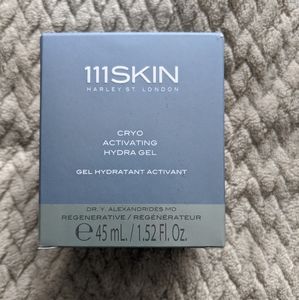 111SKIN
HARLEY ST. LONDON
CRYO
ACTIVATING
HYDRA GEL
GEL HYDRATANT ACTIVANT
DR. Y. ALEXANDRIDES MD
REGENERATIVE / RÉGÉNÉRATEUR
℮ 45 mL. / 1.52 Fl. Oz.